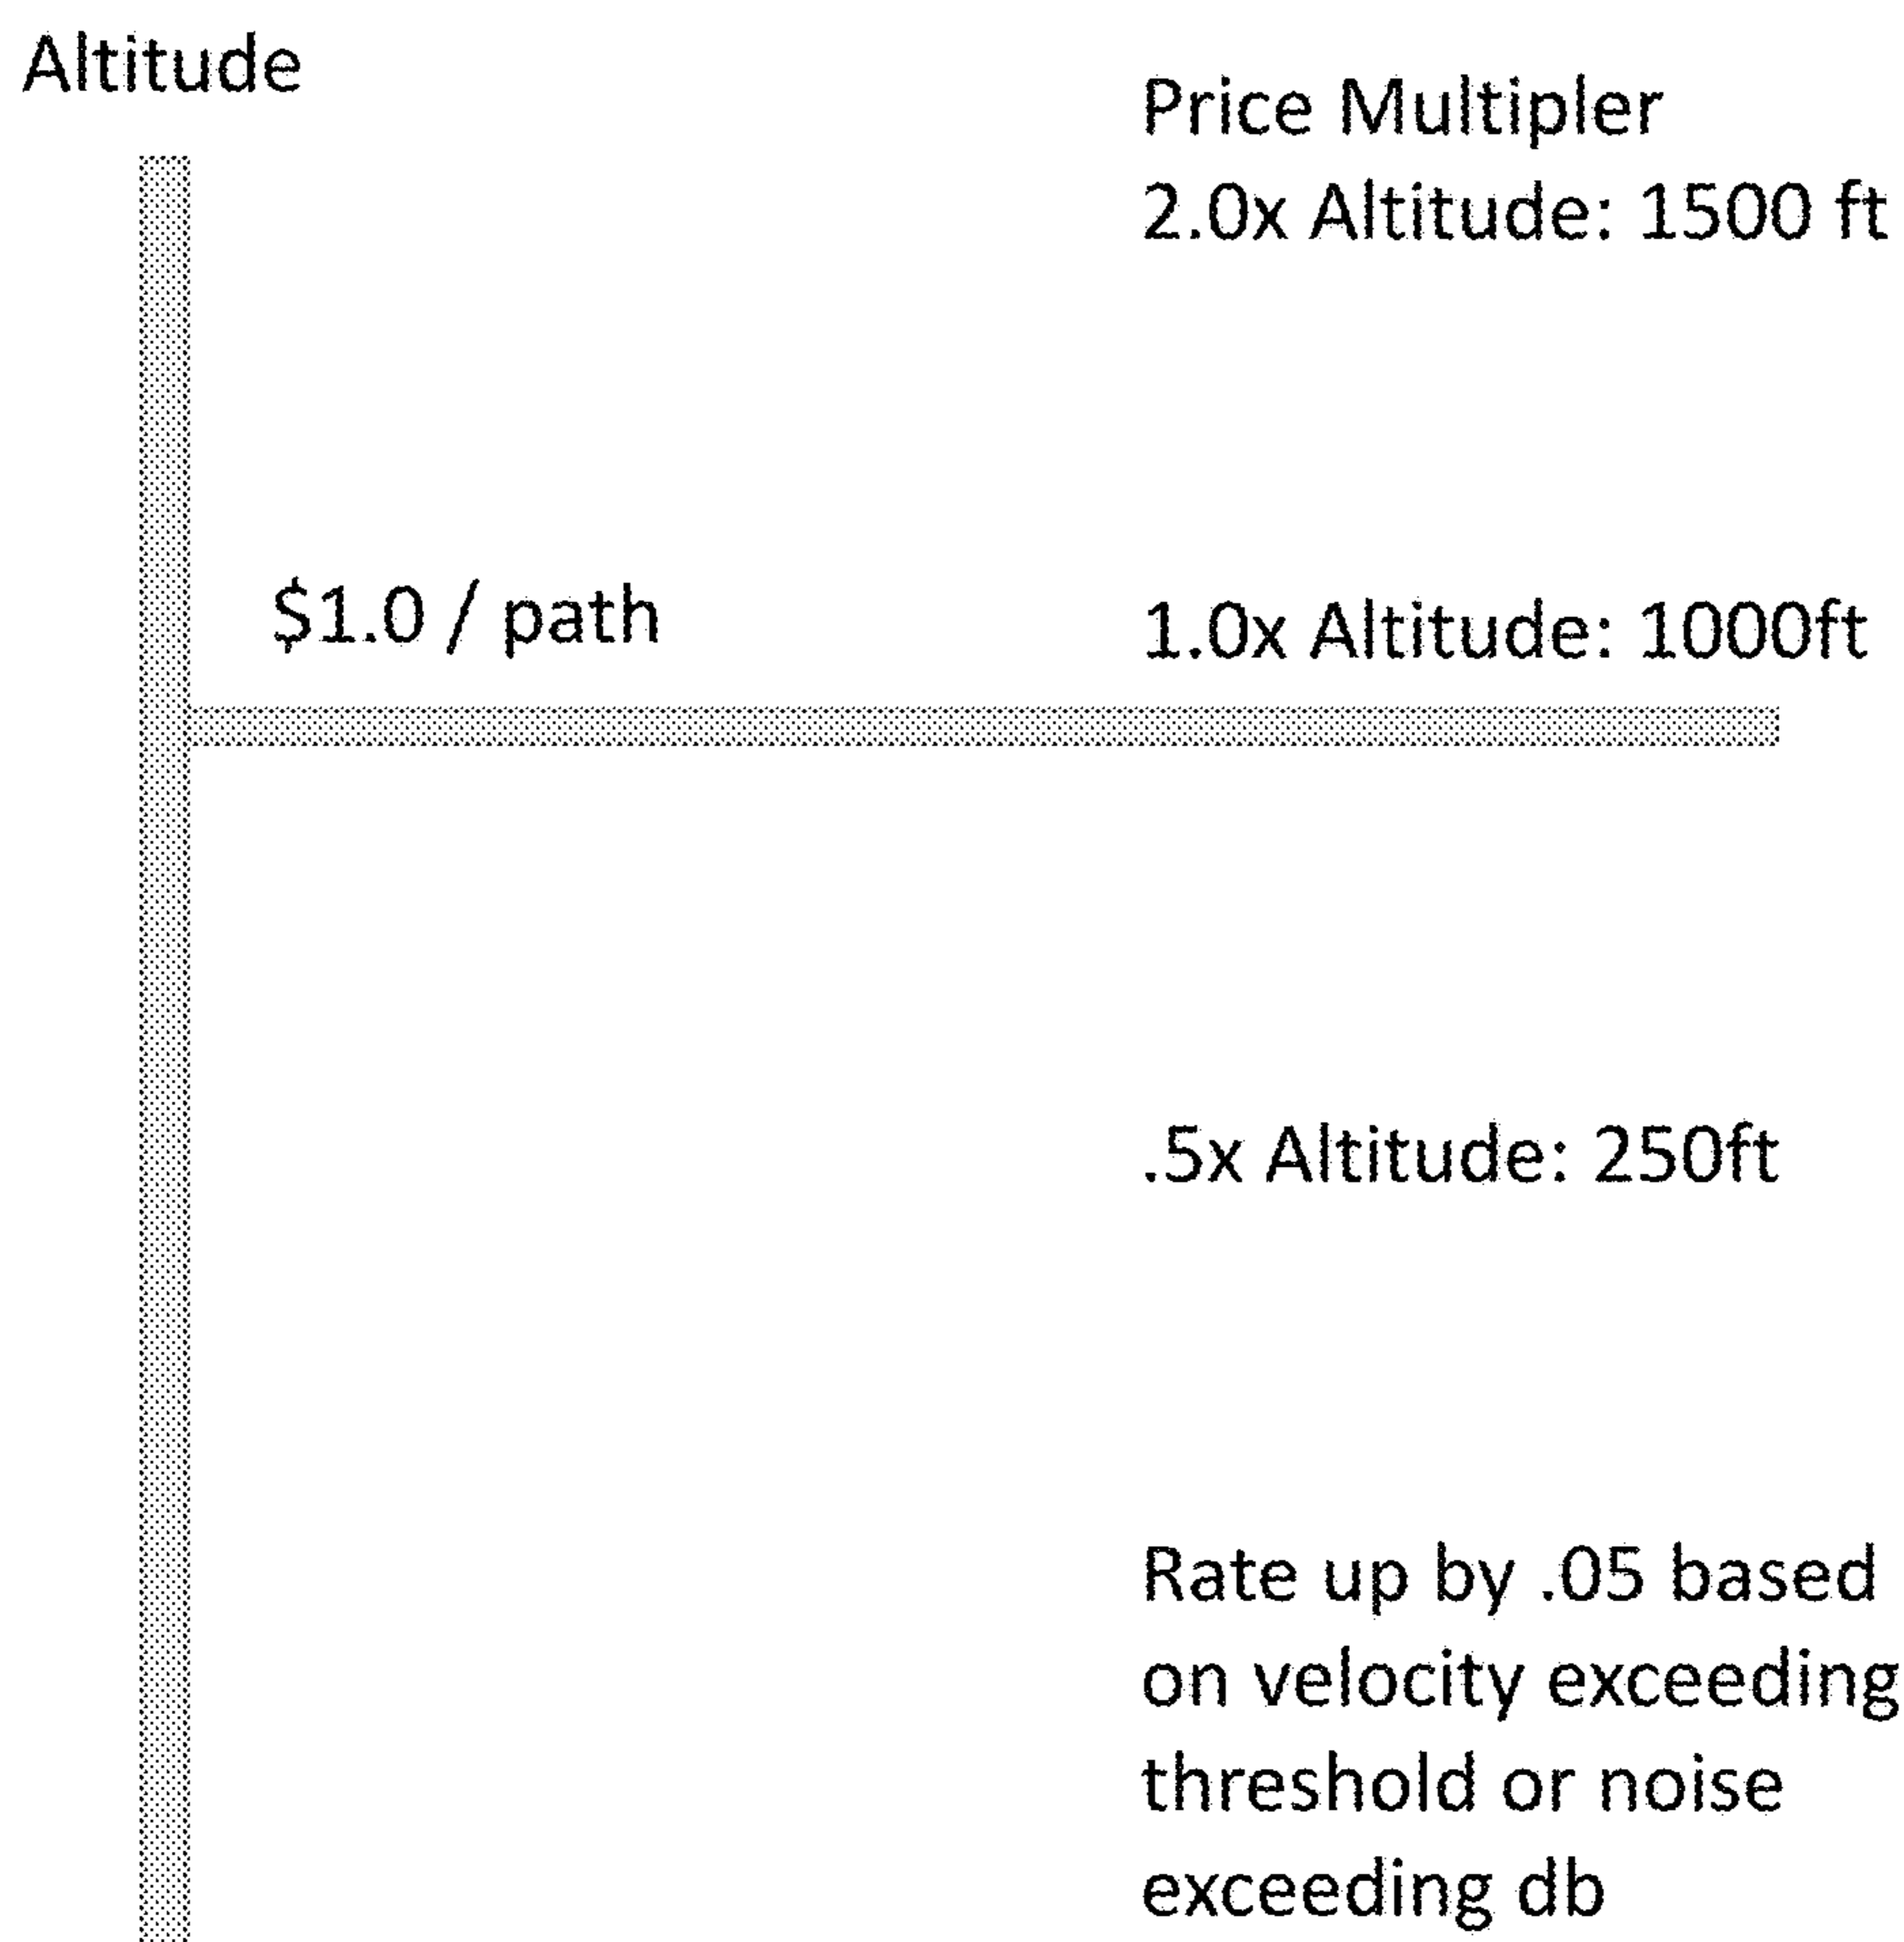 Altitude
Price Multipler
2.0x Altitude: 1500 ft
$1.0 / path
1.0x Altitude: 1000ft
.5x Altitude: 250ft
Rate up by .05 based
on velocity exceeding
threshold or noise
exceeding db